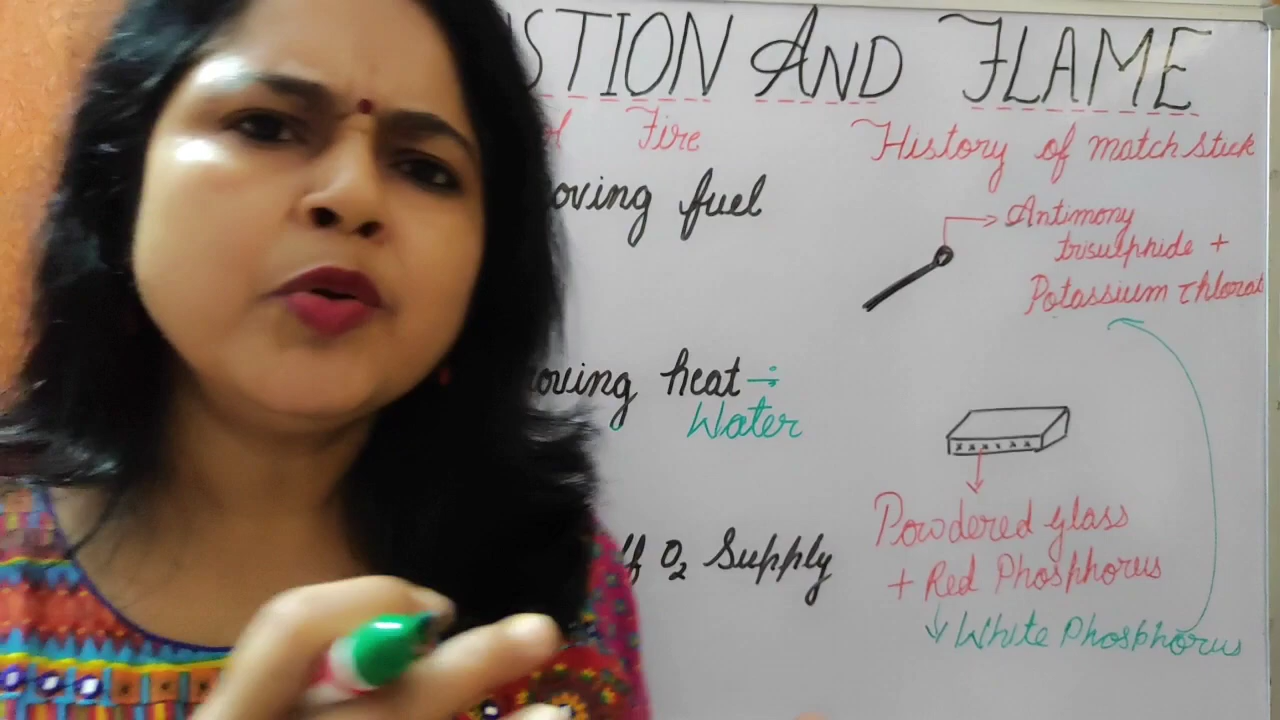 STION AND FLAME
Fire
History of match stick
oving fuel
Antimony
trisulphide +
Potassium Chlorat
oving heat
Water
Powdered glass
ff O₂ Supply
+ Red Phosphorus
↓ White Phosphorus